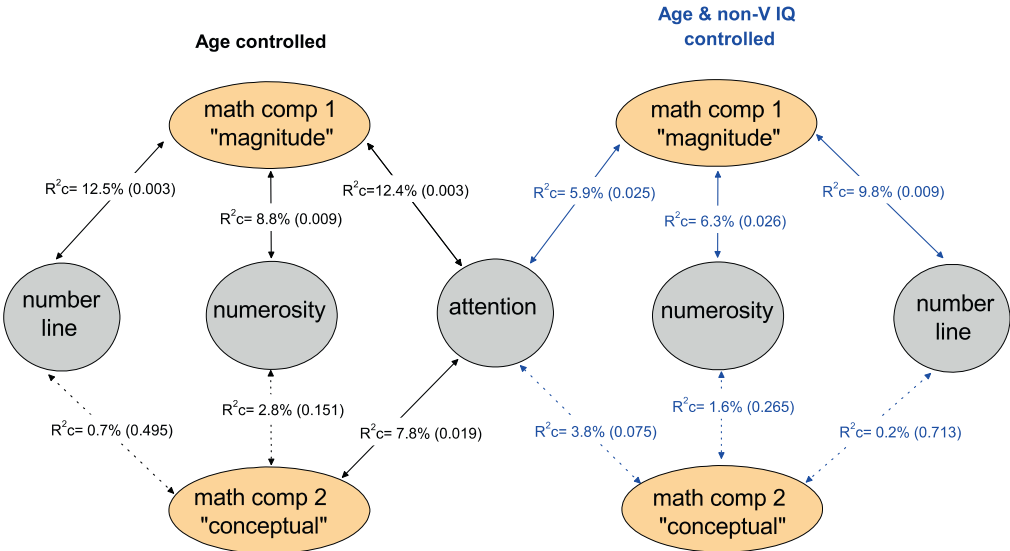 Age & non-V IQ
controlled
Age controlled
math comp 1
"magnitude"
math comp 1
"magnitude"
R²c= 12.5% (0.003)
R²c=12.4% (0.003)
R²c= 5.9% (0.025)
R²c= 9.8% (0.009)
R²c= 8.8% (0.009)
R²c= 6.3% (0.026)
number
line
numerosity
attention
numerosity
number
line
R²c= 0.7% (0.495)
R²c= 2.8% (0.151)
R²c= 7.8% (0.019)
R²c= 3.8% (0.075)
R²c= 1.6% (0.265)
R²c= 0.2% (0.713)
math comp 2
"conceptual"
math comp 2
"conceptual"